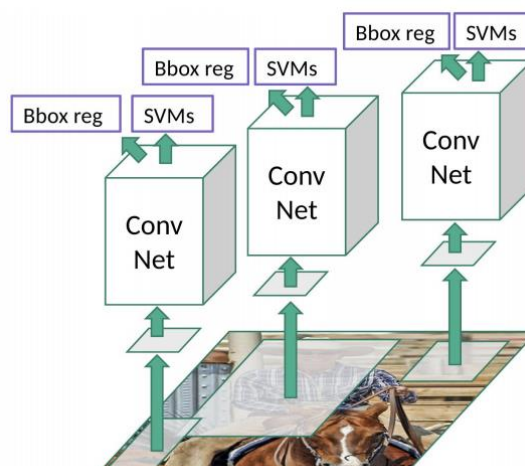 Bbox reg SVMs
Bbox reg SVMs
Bbox reg SVMs
Conv
Net
Conv
Net
Conv
Net